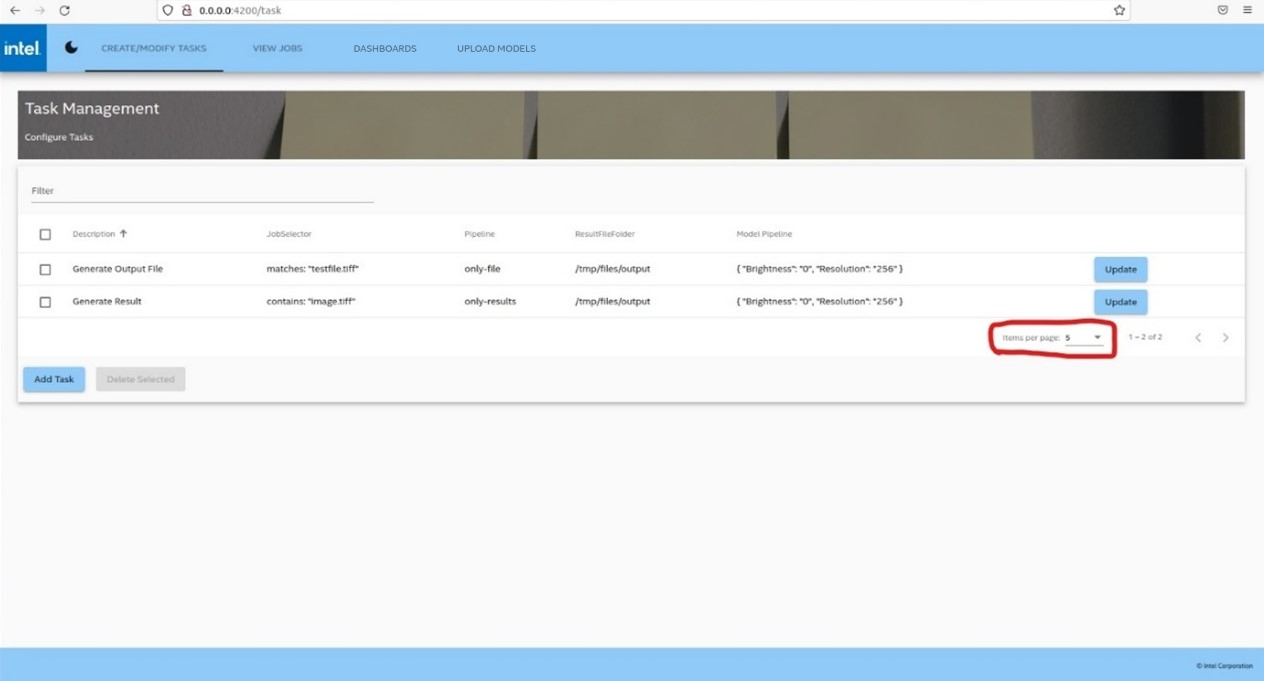 0.0.0.0:4200/task
intel.
CREATE/MODIFY TASKS VIEW JOBS DASHBOARDS UPLOAD MODELS
Task Management
Configure Tasks
Filter
Description JobSelector Pipeline ResultFileFolder Model Pipeline
Generate Output File matches: "testfile.tiff" only-file /tmp/files/output { "Brightness": "0", "Resolution": "256" } Update
Generate Result contains: "image.tiff" only-results /tmp/files/output { "Brightness": "0", "Resolution": "256" } Update
Items per page: 5 1 – 2 of 2
Add Task Delete Selected
© Intel Corporation